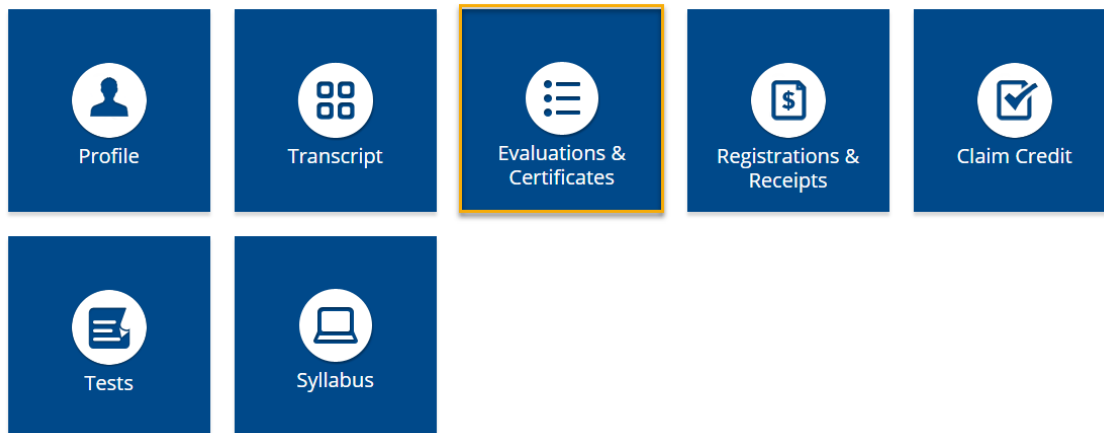 Profile
Transcript
Evaluations &
Certificates
$
Registrations &
Receipts
Claim Credit
Tests
Syllabus